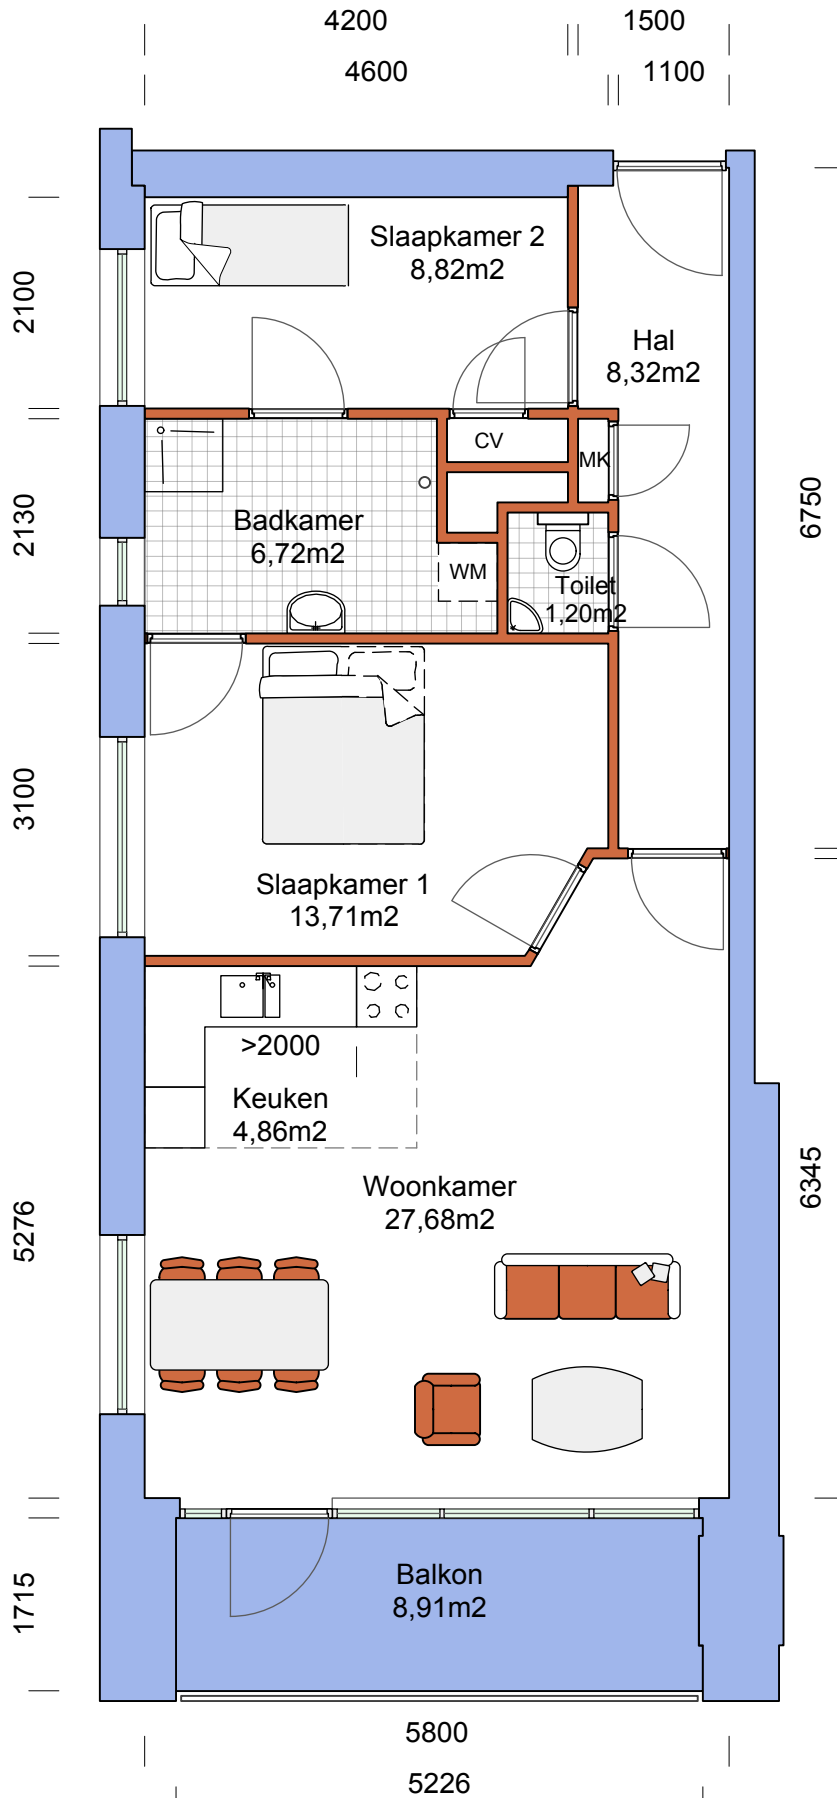 4200
1500
4600
1100
Slaapkamer 2
8,82m2
2100
Hal
8,32m2
CV
MK
6750
2130
Badkamer
6,72m2
WM
Toilet
1,20m2
3100
Slaapkamer 1
13,71m2
>2000
Keuken
4,86m2
Woonkamer
27,68m2
6345
5276
Balkon
8,91m2
1715
5800
5226